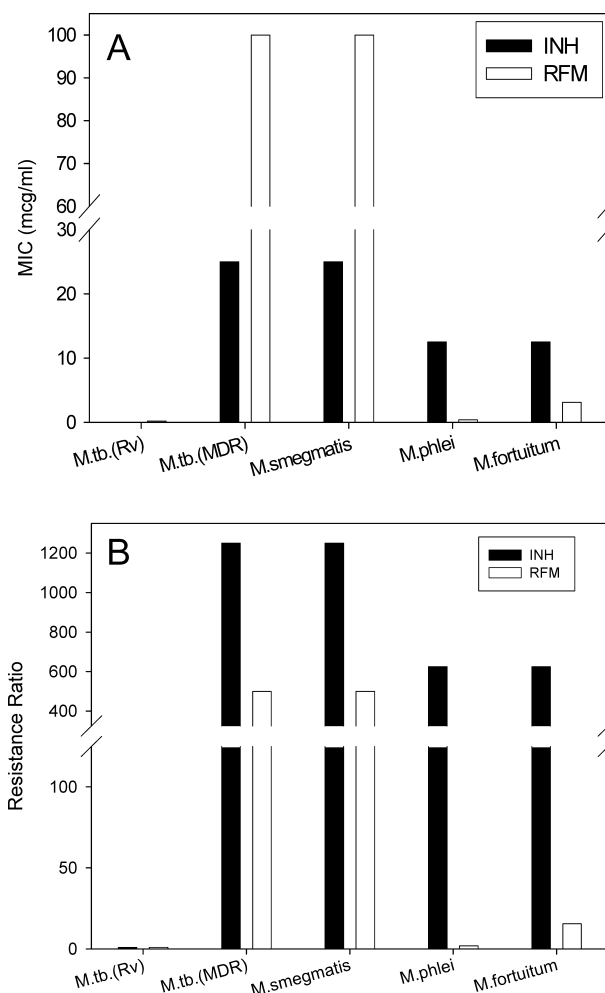 A
INH
RFM
MIC (mcg/ml)
100
90
80
70
60
30
20
10
0
M.tb.(Rv)
M.tb.(MDR)
M.smegmatis
M.phlei
M.fortuitum
B
INH
RFM
Resistance Ratio
1200
1000
800
600
400
100
50
0
M.tb.(Rv)
M.tb.(MDR)
M.smegmatis
M.phlei
M.fortuitum